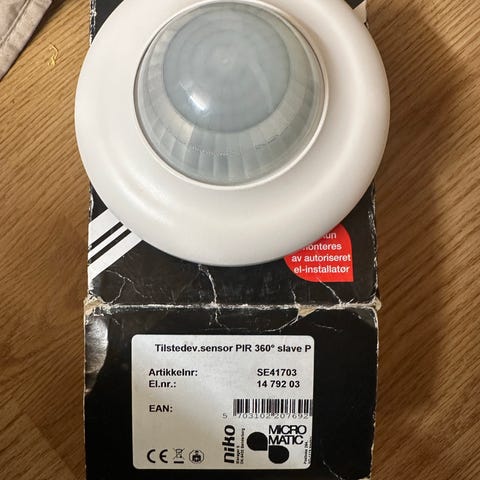 kun
monteres
av autoriseret
el-installatør
Tilstedev.sensor PIR 360° slave P
Artikkelnr: SE41703
El.nr.: 14 792 03
EAN:
5 703102 207692
CE
niko
MICRO
MATIC